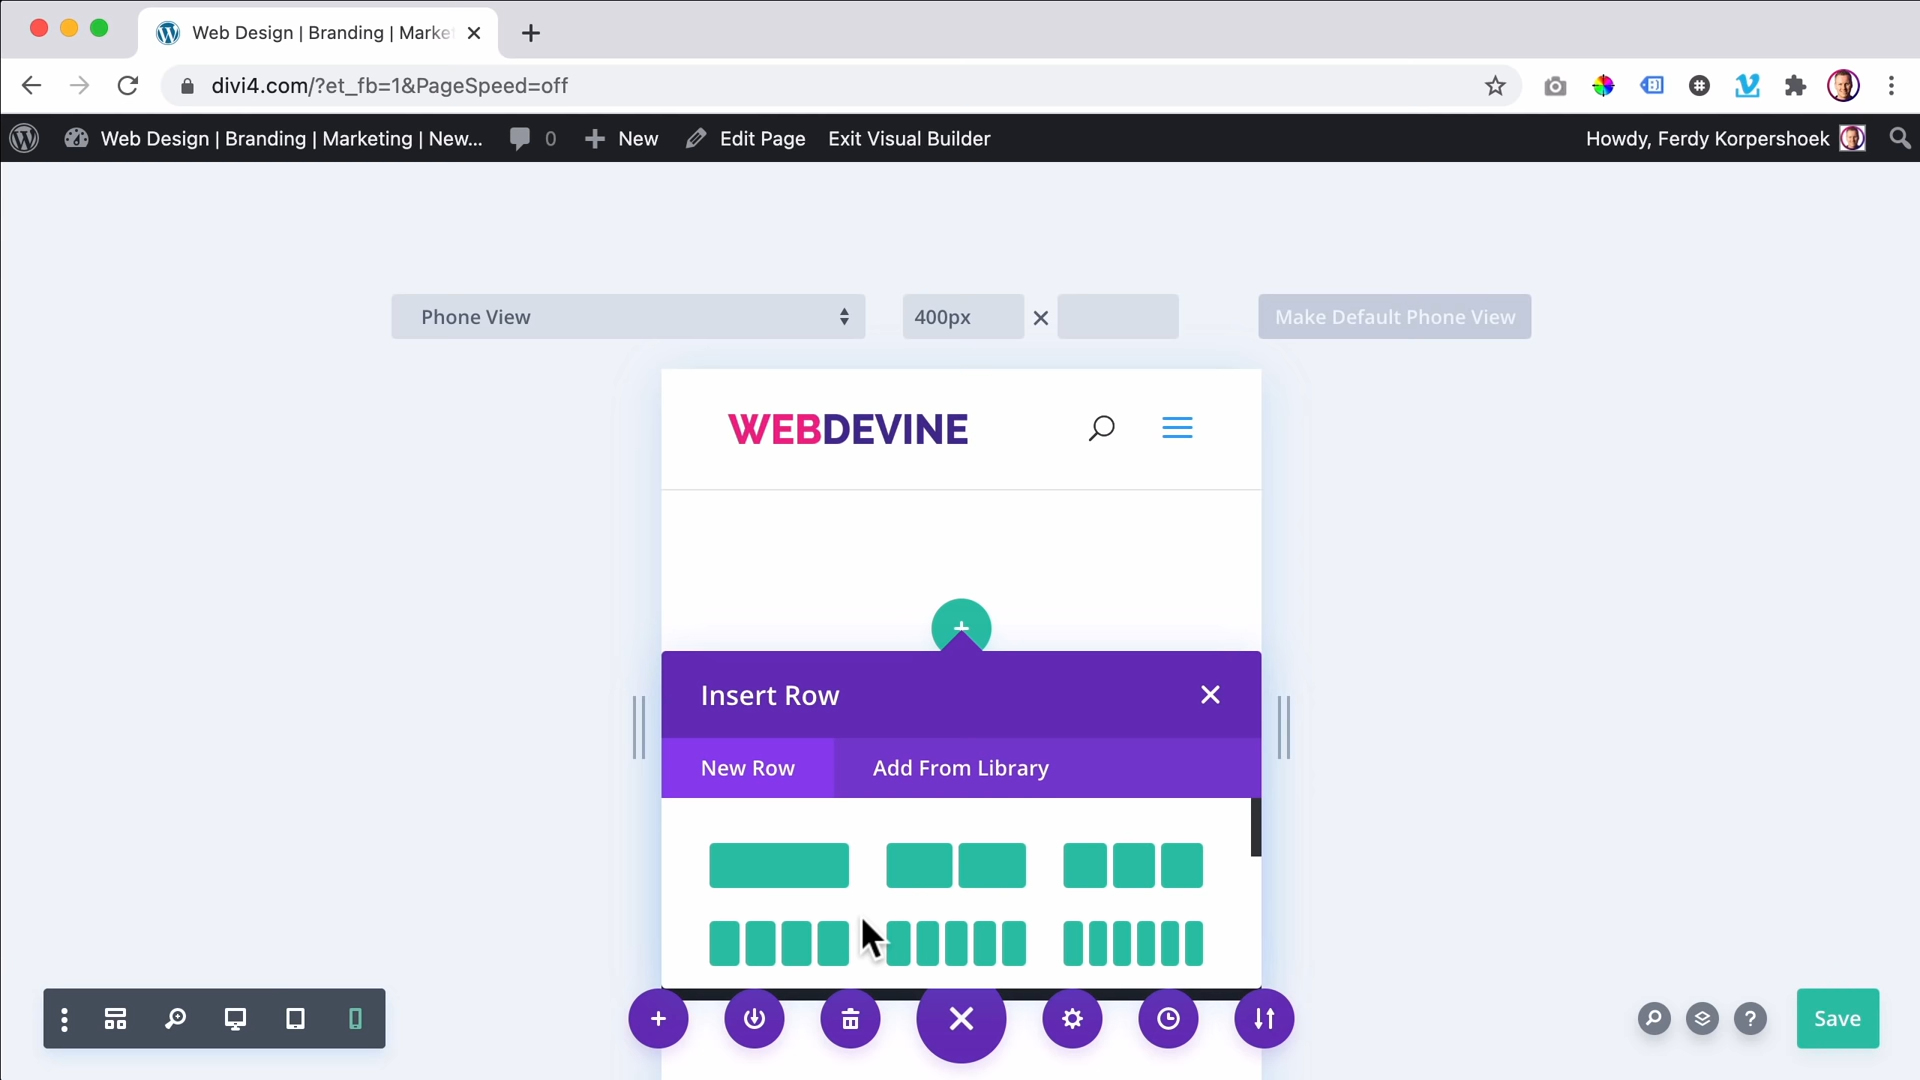 Web Design | Branding | Marke
divi4.com/?et_fb=1&PageSpeed=off
Web Design | Branding | Marketing | New... 0 New Edit Page Exit Visual Builder Howdy, Ferdy Korpershoek
Phone View 400px Make Default Phone View
WEBDEVINE
Insert Row
New Row Add From Library
Save